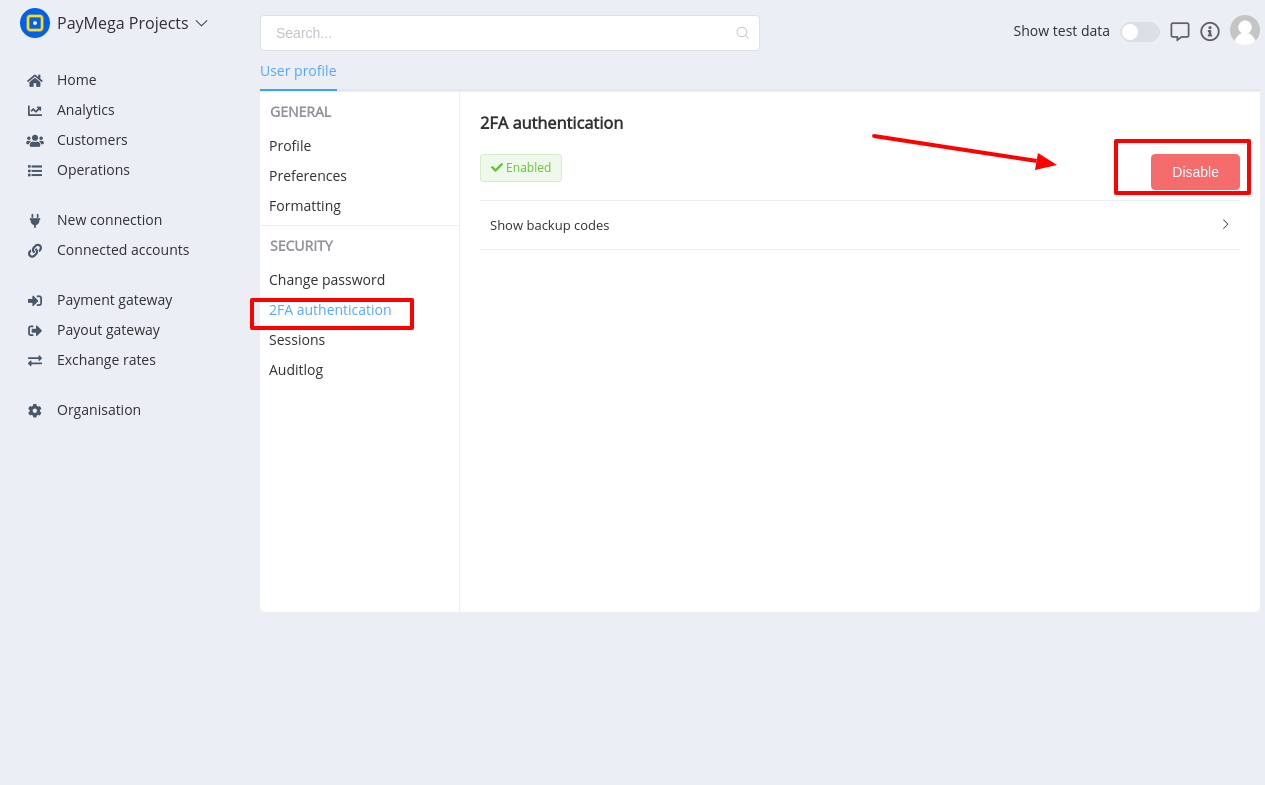 PayMega Projects
Search...
Show test data
Home
Analytics
Customers
Operations
New connection
Connected accounts
Payment gateway
Payout gateway
Exchange rates
Organisation
User profile
GENERAL
Profile
Preferences
Formatting
SECURITY
Change password
2FA authentication
Sessions
Auditlog
2FA authentication
Enabled
Disable
Show backup codes